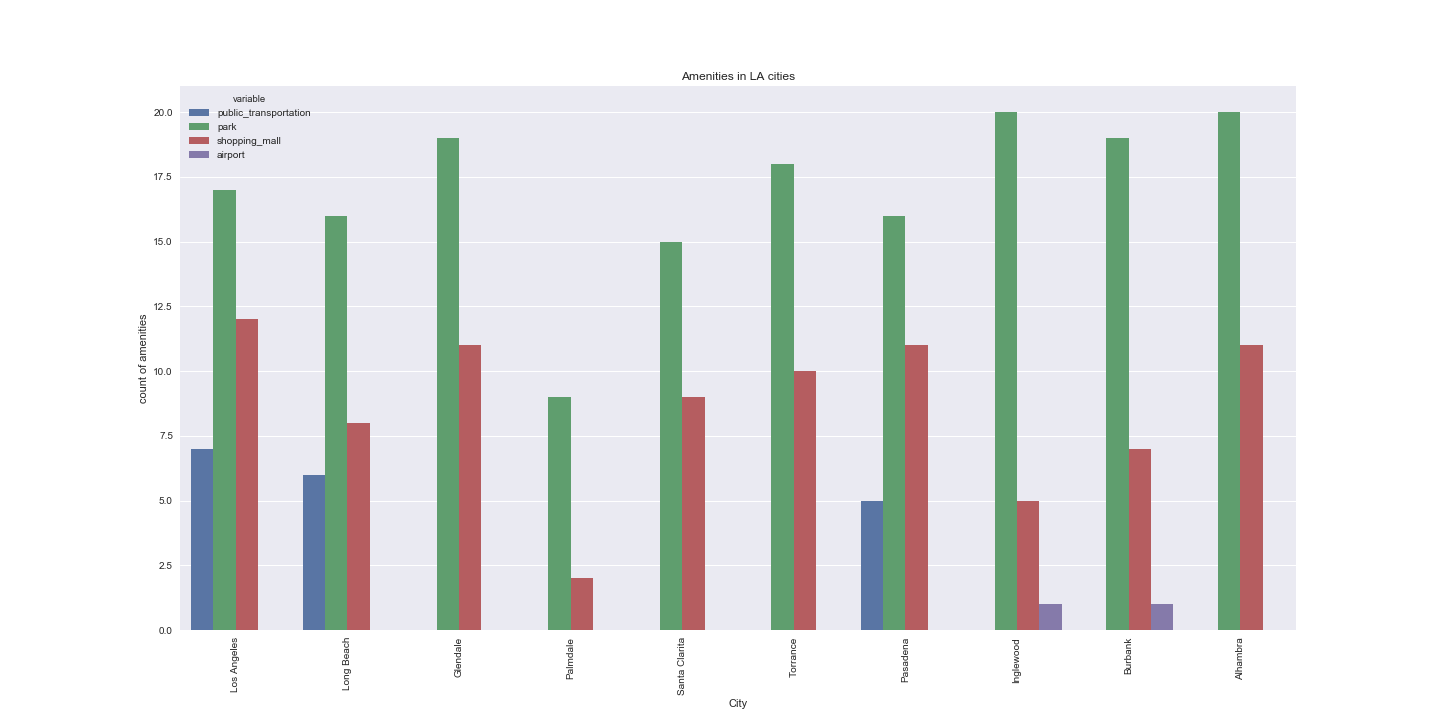 Amenities in LA cities
variable
public_transportation
park
shopping_mall
airport
20.0
17.5
15.0
12.5
10.0
7.5
5.0
2.5
0.0
count of amenities
Los Angeles
Long Beach
Glendale
Palmdale
Santa Clarita
Torrance
Pasadena
Inglewood
Burbank
Alhambra
City